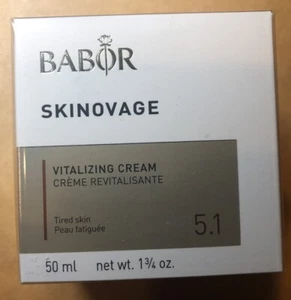 BABOR
SKINOVAGE
VITALIZING CREAM
CRÈME REVITALISANTE
Tired skin
Peau fatiguée
5.1
50 ml net wt. 1¾ oz.